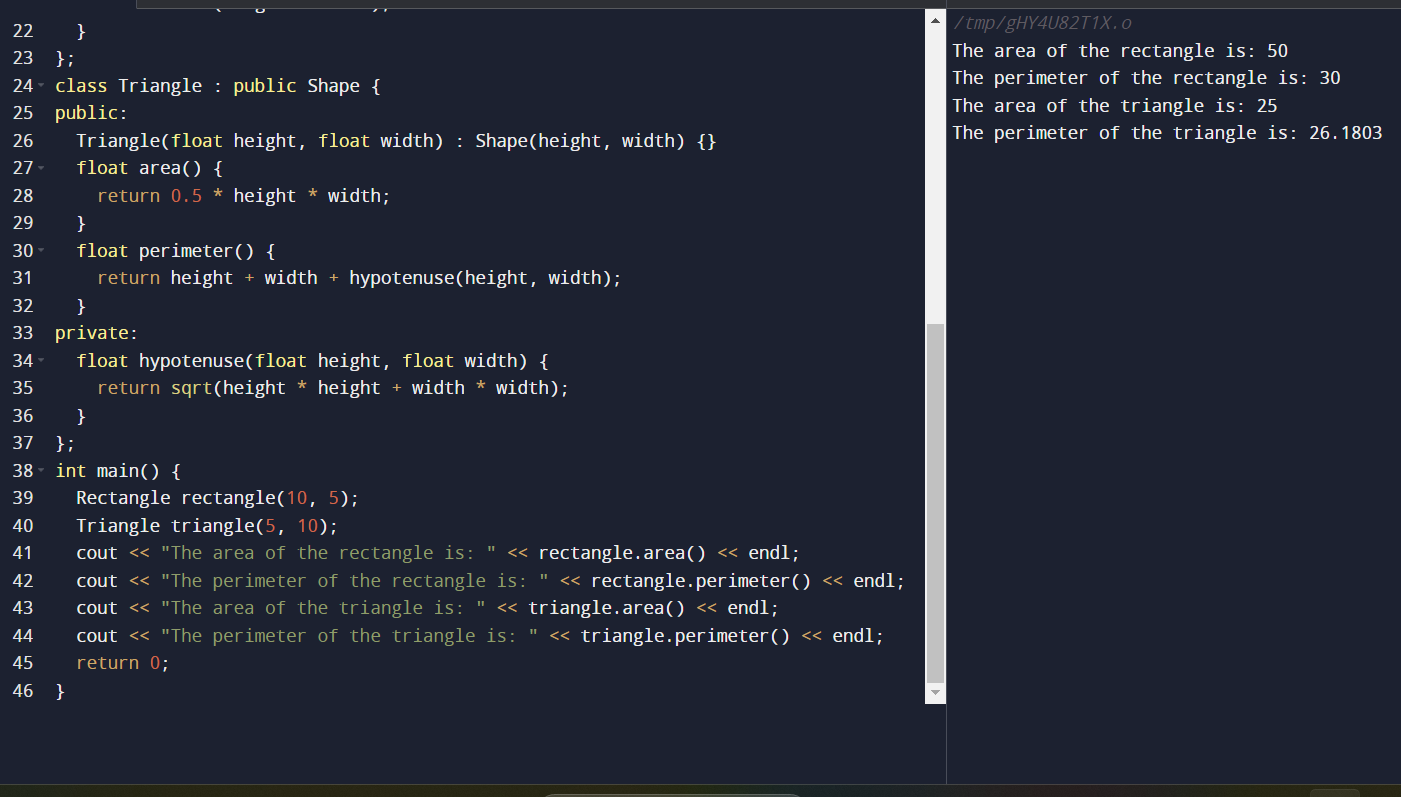 22 }
23 };
24 class Triangle : public Shape {
25 public:
26 Triangle(float height, float width) : Shape(height, width) {}
27 float area() {
28 return 0.5 * height * width;
29 }
30 float perimeter() {
31 return height + width + hypotenuse(height, width);
32 }
33 private:
34 float hypotenuse(float height, float width) {
35 return sqrt(height * height + width * width);
36 }
37 };
38 int main() {
39 Rectangle rectangle(10, 5);
40 Triangle triangle(5, 10);
41 cout << "The area of the rectangle is: " << rectangle.area() << endl;
42 cout << "The perimeter of the rectangle is: " << rectangle.perimeter() << endl;
43 cout << "The area of the triangle is: " << triangle.area() << endl;
44 cout << "The perimeter of the triangle is: " << triangle.perimeter() << endl;
45 return 0;
46 }
/tmp/gHY4U82T1X.o
The area of the rectangle is: 50
The perimeter of the rectangle is: 30
The area of the triangle is: 25
The perimeter of the triangle is: 26.1803